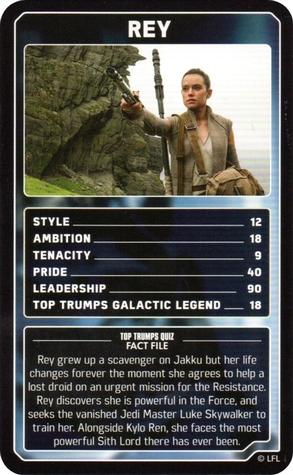 REY
STYLE 12
AMBITION 18
TENACITY 9
PRIDE 40
LEADERSHIP 90
TOP TRUMPS GALACTIC LEGEND 18
TOP TRUMPS QUIZ
FACT FILE
Rey grew up a scavenger on Jakku but her life
changes forever the moment she agrees to help a
lost droid on an urgent mission for the Resistance.
Rey discovers she is powerful in the Force, and
seeks the vanished Jedi Master Luke Skywalker to
train her. Alongside Kylo Ren, she faces the most
powerful Sith Lord there has ever been.
© LFL